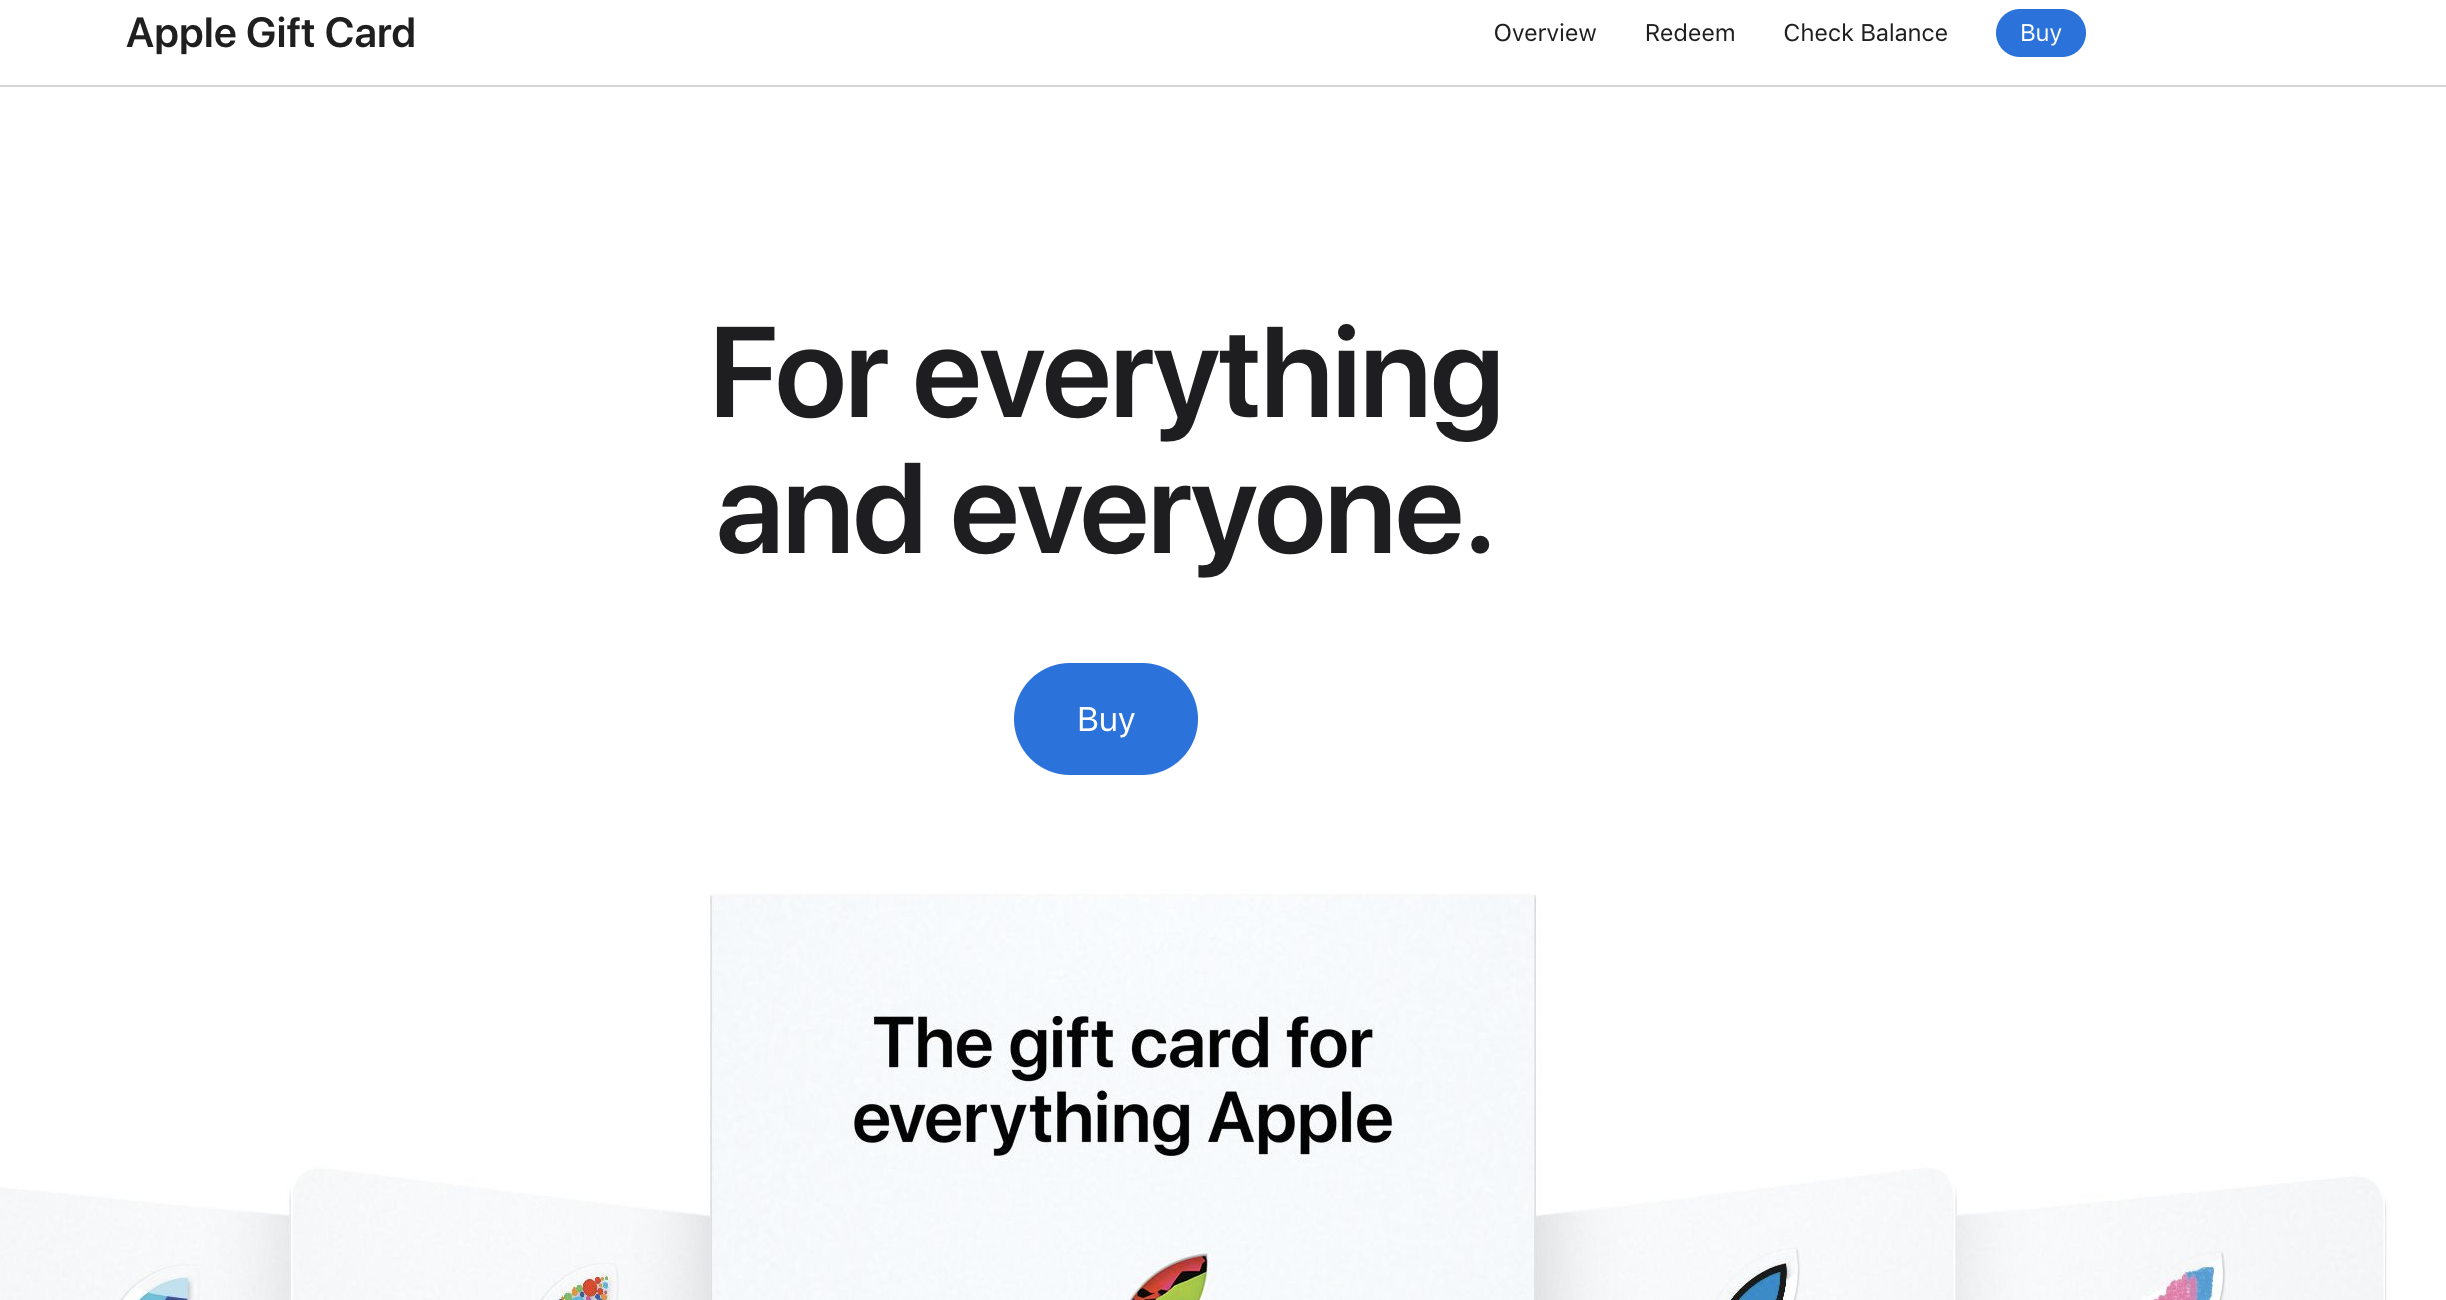 Apple Gift Card
Overview
Redeem
Check Balance
Buy
For everything
and everyone.
Buy
The gift card for
everything Apple